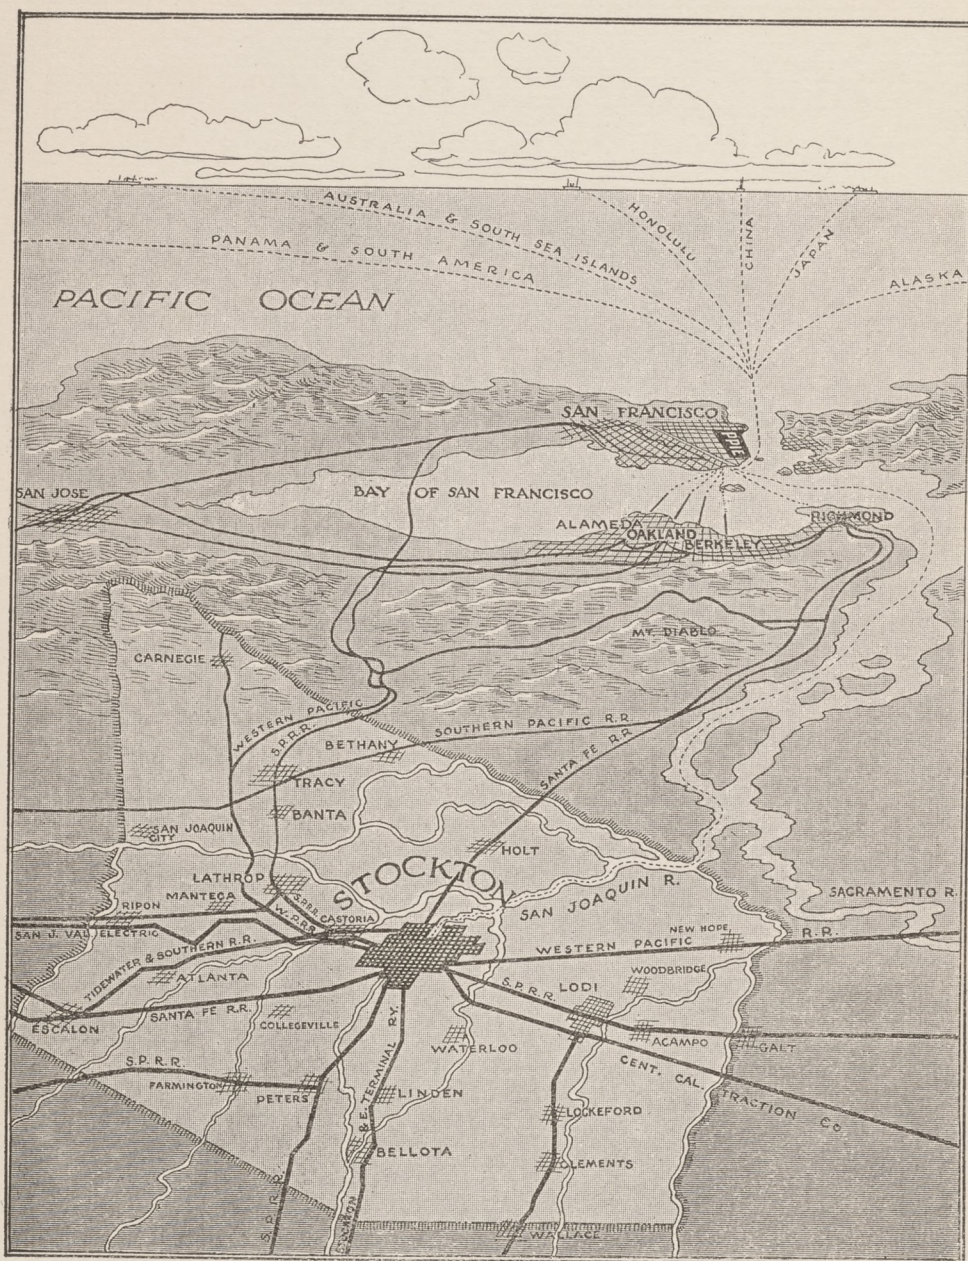 AUSTRALIA & SOUTH SEA ISLANDS
HONOLULU
CHINA
JAPAN
PANAMA & SOUTH AMERICA
ALASKA
PACIFIC OCEAN
SAN FRANCISCO
PPIE
SAN JOSE
BAY OF SAN FRANCISCO
RICHMOND
ALAMEDA
OAKLAND
BERKELEY
MT. DIABLO
CARNEGIE
WESTERN PACIFIC
S.P.R.R.
SOUTHERN PACIFIC R.R.
BETHANY
SANTA FE R.R.
TRACY
BANTA
SAN JOAQUIN
CITY
HOLT
STOCKTON
LATHROP
SAN JOAQUIN R.
SACRAMENTO R.
MANTECA
S.P.R.R.
W.P.R.R.
RIPON
CASTORIA
SAN J. VAL. ELECTRIC
NEW HOPE
WESTERN PACIFIC R.R.
TIDEWATER & SOUTHERN R.R.
WOODBRIDGE
ATLANTA
S.P.R.R.
LODI
SANTA FE R.R.
ESCALON
COLLEGEVILLE
WATERLOO
ACAMPO
GALT
S.P.R.R.
CENT. CAL. TRACTION CO
FARMINGTON
PETERS
LINDEN
STOCKTON & E. TERMINAL RY.
LOCKEFORD
BELLOTA
CLEMENTS
S.P.R.R.
WALLACE